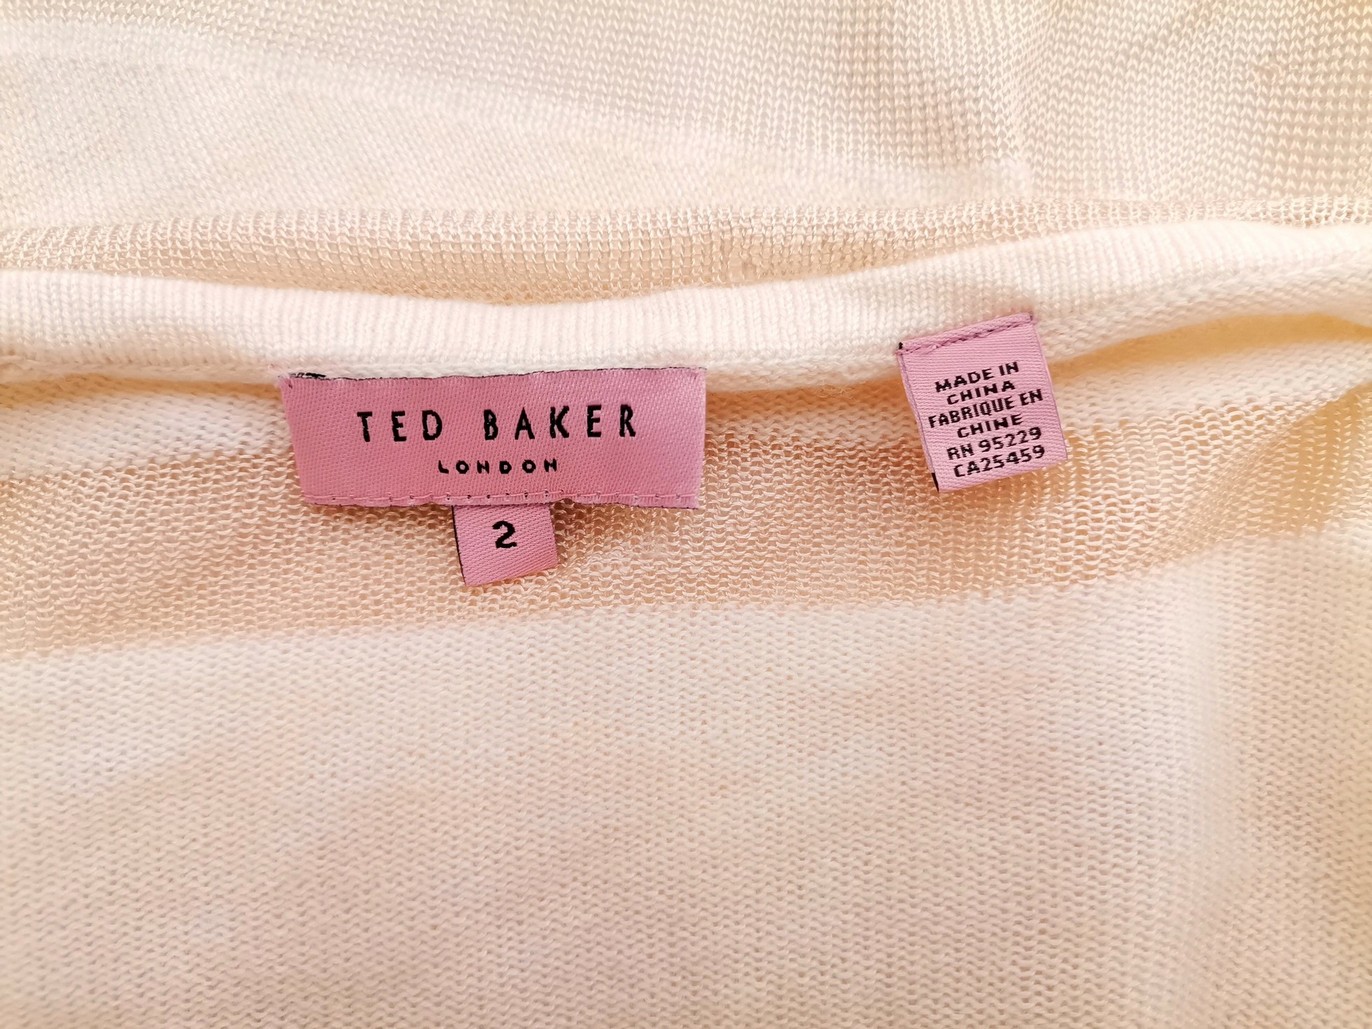 TED BAKER
LONDON
2
MADE IN
CHINA
FABRIQUE EN
CHINE
RN 95229
CA25459